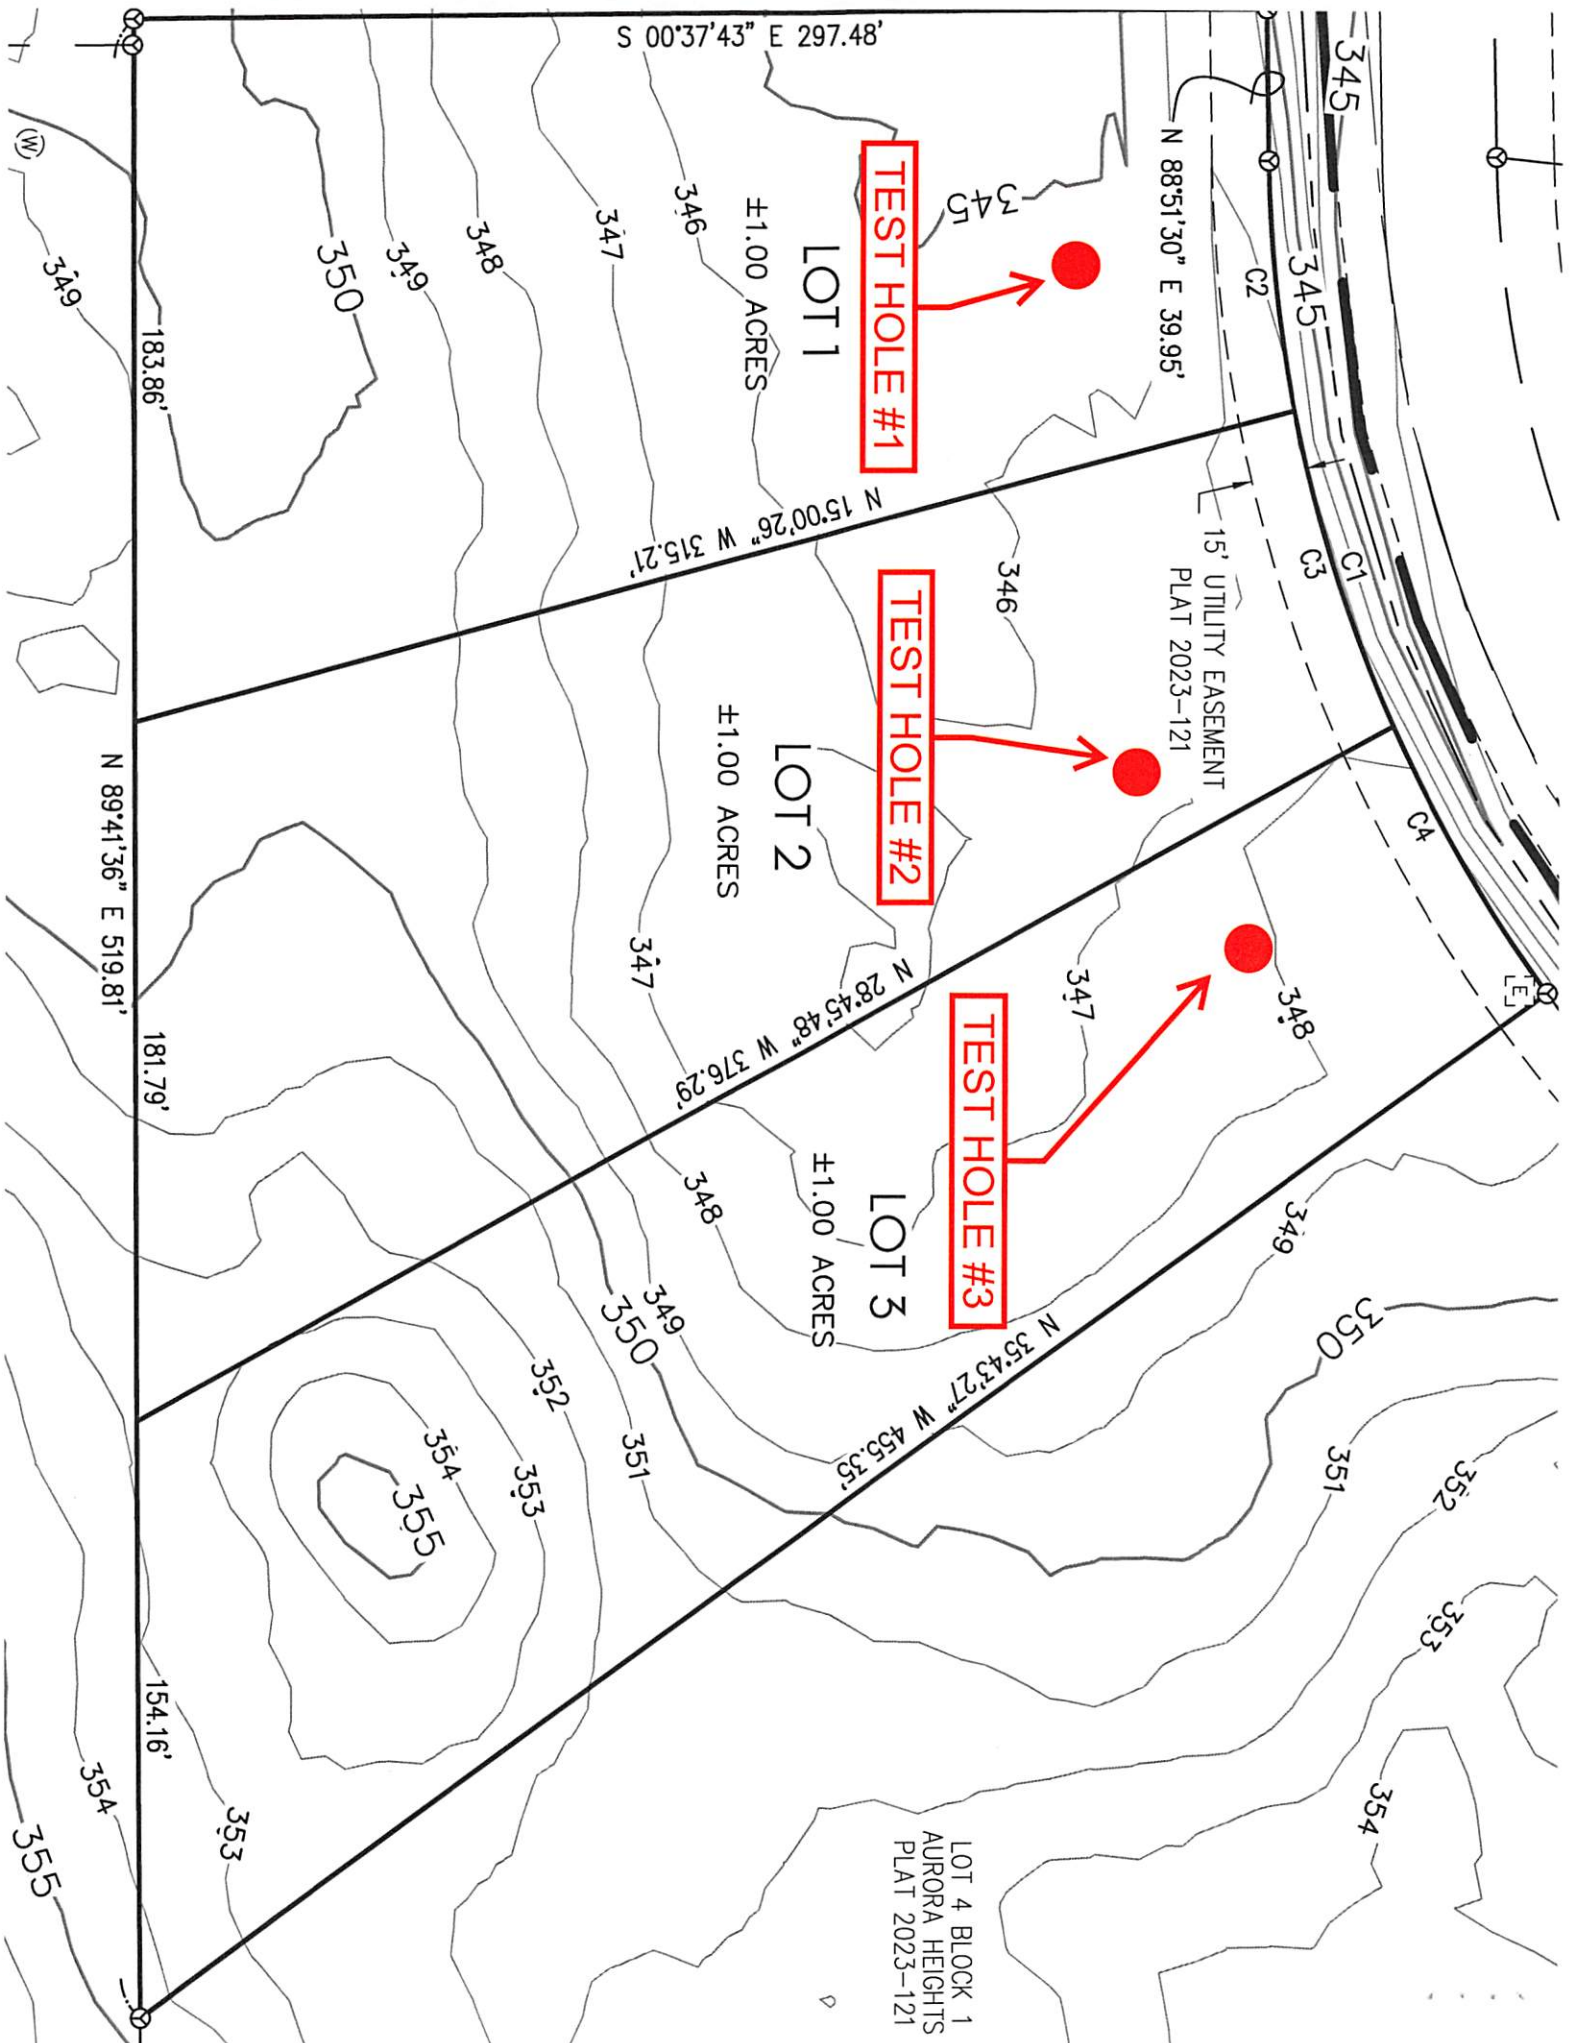 S 00°37'43" E 297.48'
345
N 88°51'30" E 39.95'
C2
345
345
TEST HOLE #1
LOT 1
±1.00 ACRES
346
347
348
349
350
349
W
183.86'
C1
C3
15' UTILITY EASEMENT
PLAT 2023-121
N 15°00'26" W 315.21'
346
TEST HOLE #2
LOT 2
±1.00 ACRES
347
N 89°41'36" E 519.81'
181.79'
C4
E
348
347
N 28°45'48" W 376.29'
TEST HOLE #3
LOT 3
±1.00 ACRES
348
349
350
351
352
353
354
355
349
350
N 35°43'27" W 455.35'
351
352
353
354
154.16'
353
354
355
LOT 4 BLOCK 1
AURORA HEIGHTS
PLAT 2023-121